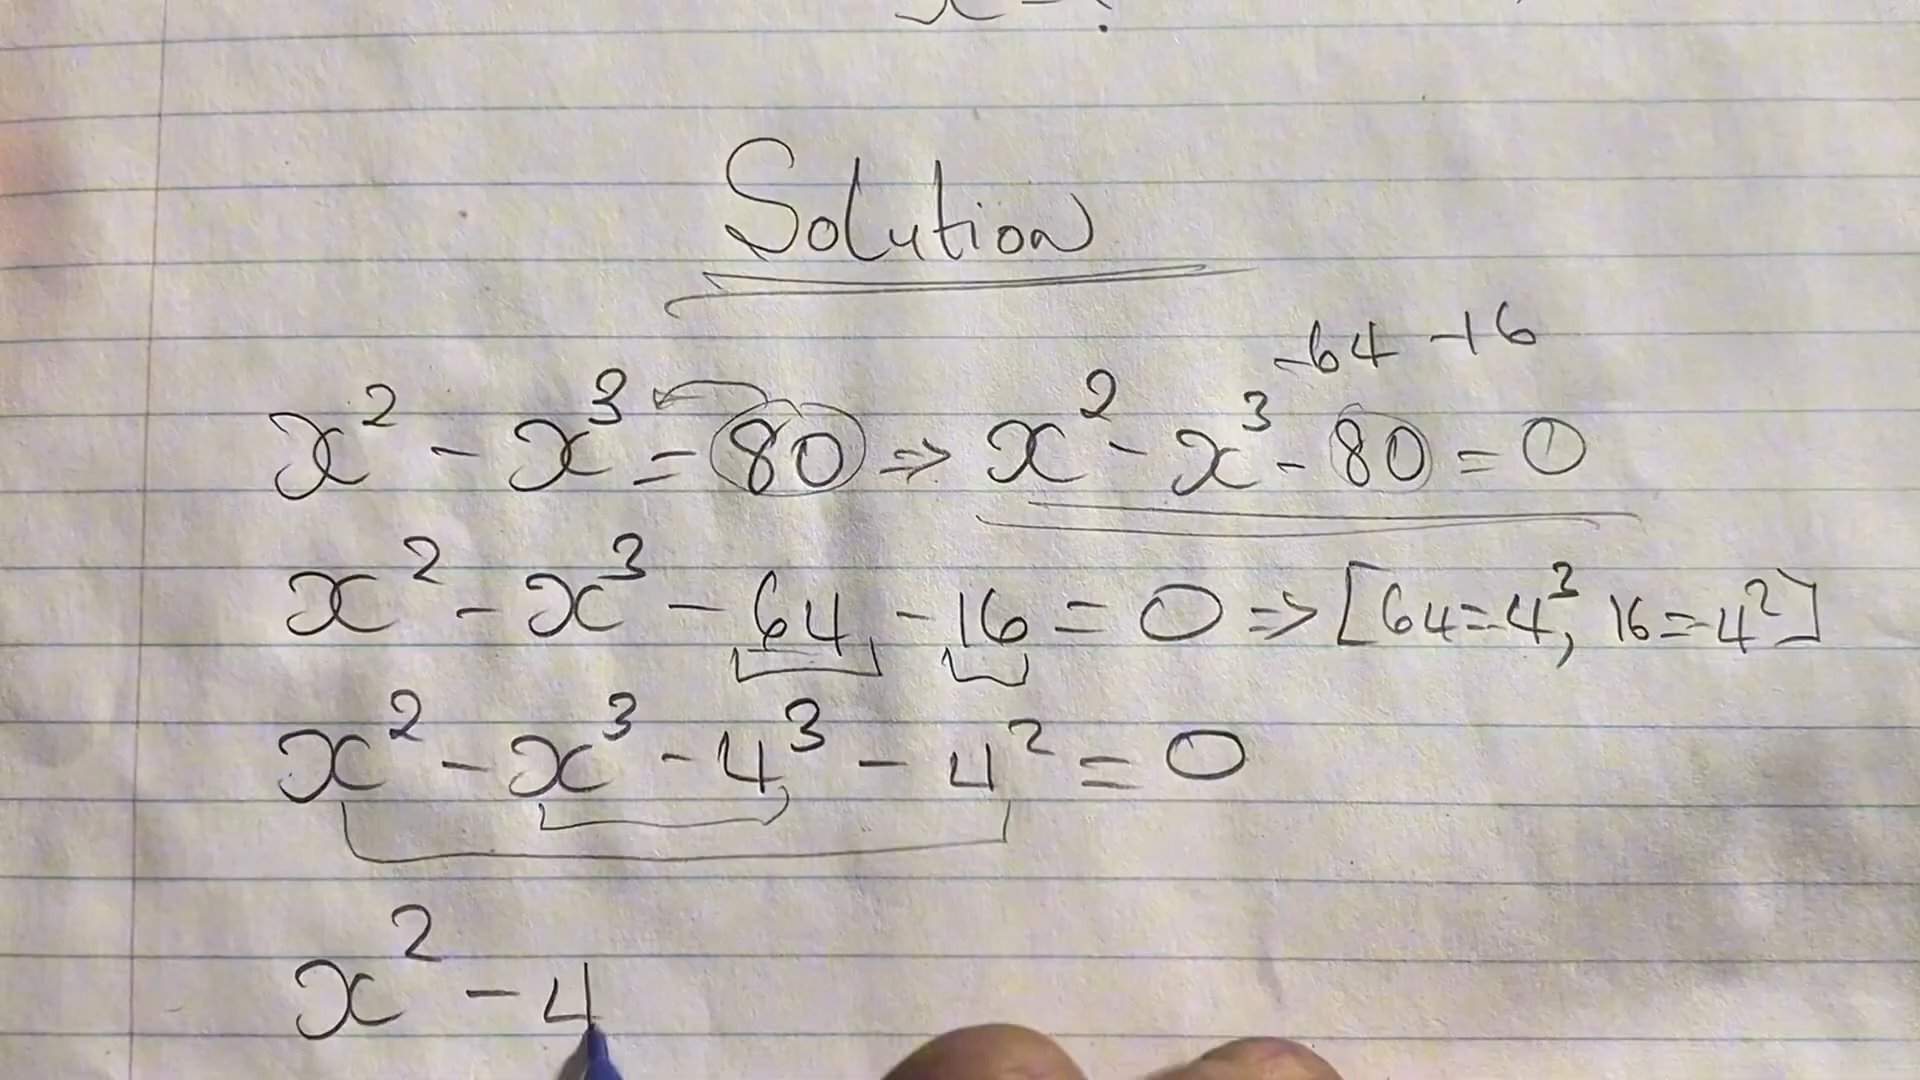 x = ?
Solution
-64 -16
x² - x³ = 80 ⇒ x² - x³ - 80 = 0
x² - x³ - 64 - 16 = 0 ⇒ [64=4³, 16=4²]
x² - x³ - 4³ - 4² = 0
x² - 4